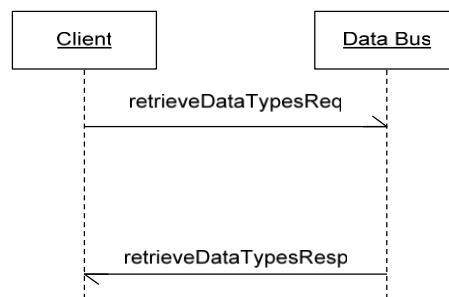 Client
Data Bus
retrieveDataTypesReq
retrieveDataTypesResp